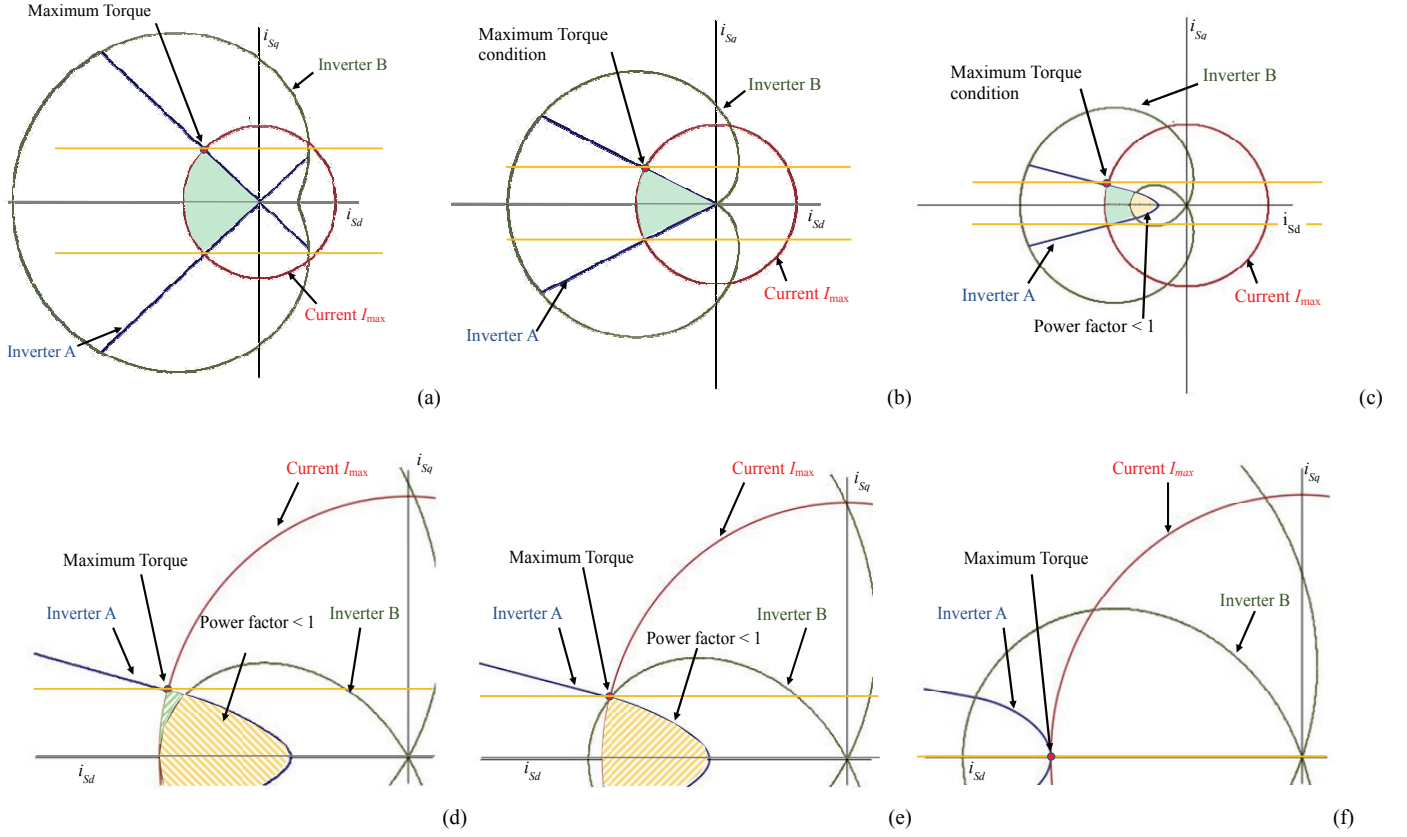 Maximum Torque
i_Sq
Inverter B
i_Sd
Current I_max
Inverter A
(a)
Maximum Torque
condition
i_Sq
Inverter B
i_Sd
Current I_max
Inverter A
(b)
i_Sq
Maximum Torque
condition
Inverter B
i_Sd
Inverter A
Current I_max
Power factor < 1
(c)
Current I_max
i_Sq
Maximum Torque
Inverter A
Inverter B
Power factor < 1
i_Sd
(d)
Current I_max
i_Sq
Maximum Torque
Inverter A
Inverter B
Power factor < 1
i_Sd
(e)
Current I_max
i_Sq
Maximum Torque
Inverter A
Inverter B
i_Sd
(f)